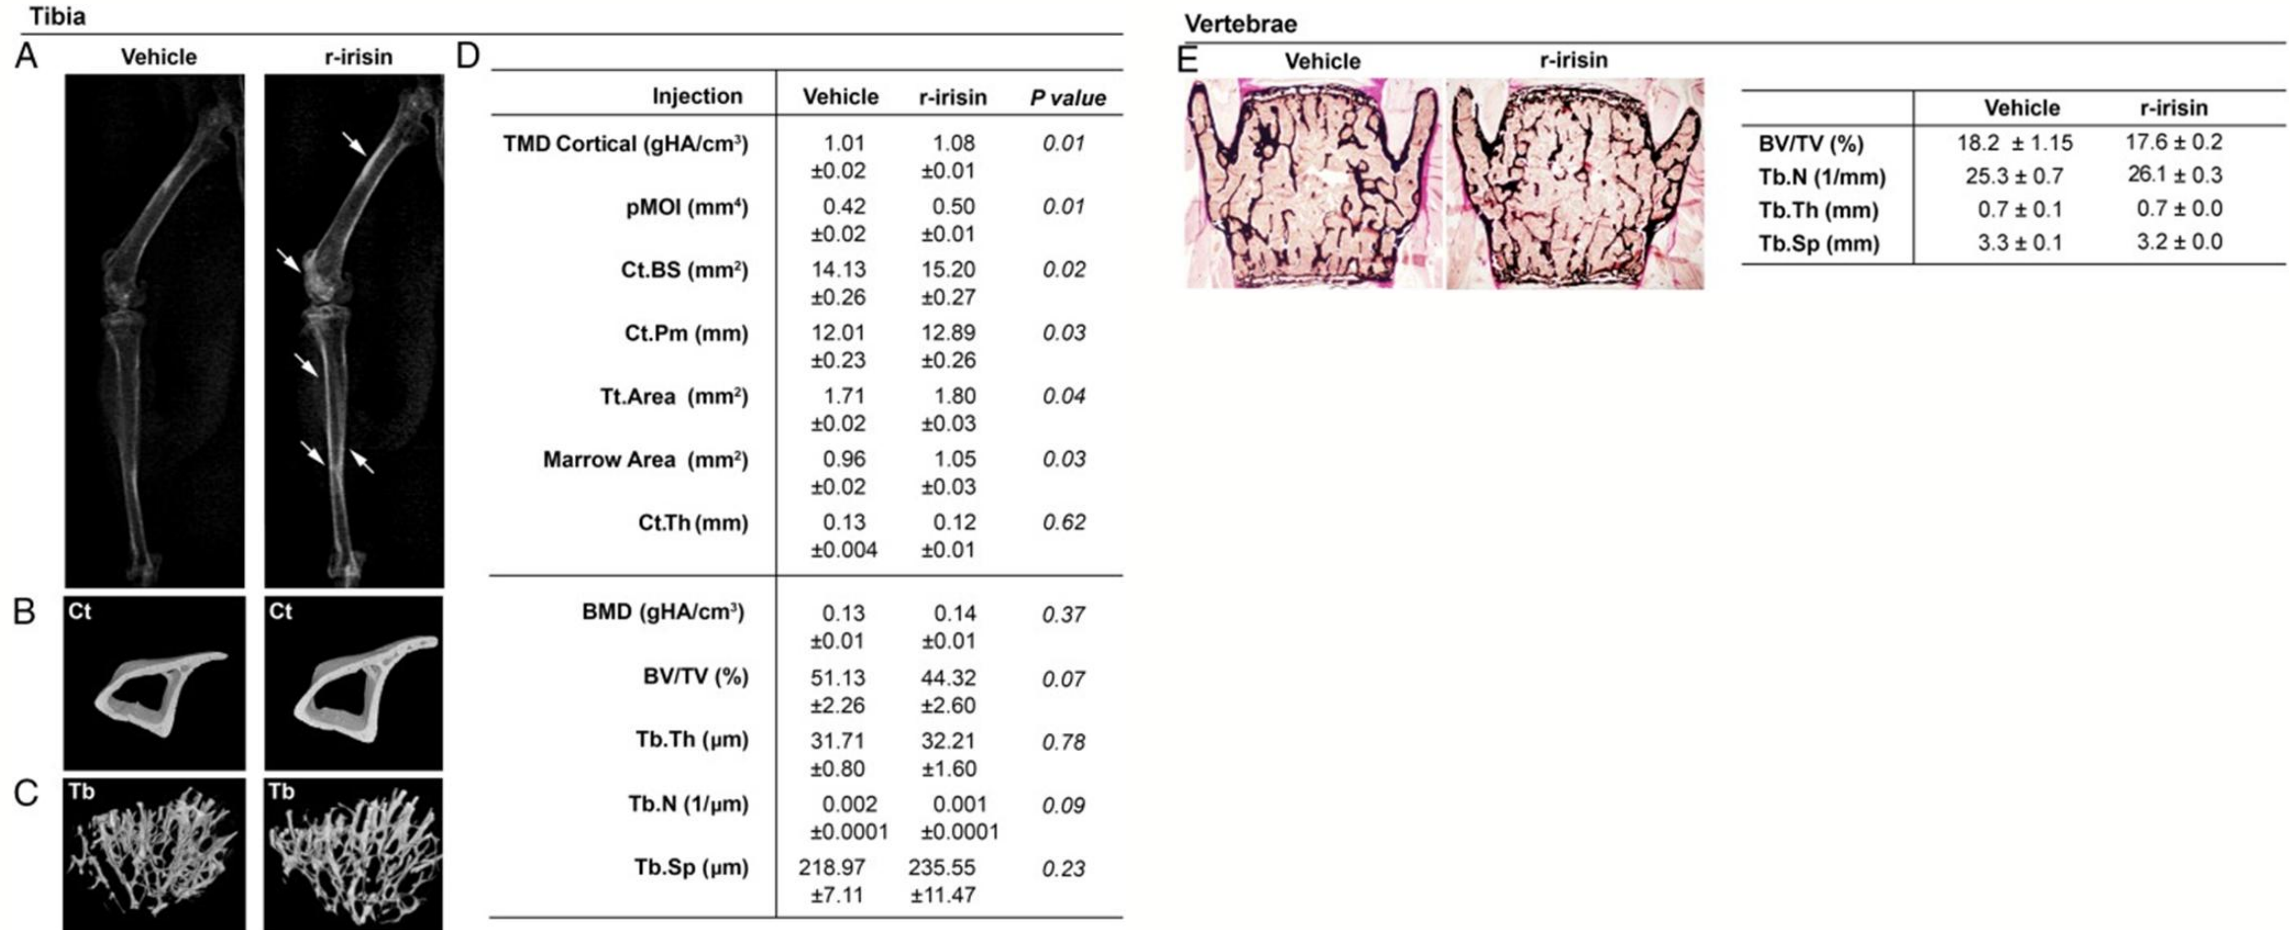 Tibia
A
Vehicle
r-irisin
B
Ct
Ct
C
Tb
Tb
D
Injection Vehicle r-irisin P value
TMD Cortical (gHA/cm³) 1.01 1.08 0.01
±0.02 ±0.01
pMOI (mm⁴) 0.42 0.50 0.01
±0.02 ±0.01
Ct.BS (mm²) 14.13 15.20 0.02
±0.26 ±0.27
Ct.Pm (mm) 12.01 12.89 0.03
±0.23 ±0.26
Tt.Area (mm²) 1.71 1.80 0.04
±0.02 ±0.03
Marrow Area (mm²) 0.96 1.05 0.03
±0.02 ±0.03
Ct.Th (mm) 0.13 0.12 0.62
±0.004 ±0.01
BMD (gHA/cm³) 0.13 0.14 0.37
±0.01 ±0.01
BV/TV (%) 51.13 44.32 0.07
±2.26 ±2.60
Tb.Th (µm) 31.71 32.21 0.78
±0.80 ±1.60
Tb.N (1/µm) 0.002 0.001 0.09
±0.0001 ±0.0001
Tb.Sp (µm) 218.97 235.55 0.23
±7.11 ±11.47
Vertebrae
E
Vehicle
r-irisin
Vehicle r-irisin
BV/TV (%) 18.2 ± 1.15 17.6 ± 0.2
Tb.N (1/mm) 25.3 ± 0.7 26.1 ± 0.3
Tb.Th (mm) 0.7 ± 0.1 0.7 ± 0.0
Tb.Sp (mm) 3.3 ± 0.1 3.2 ± 0.0